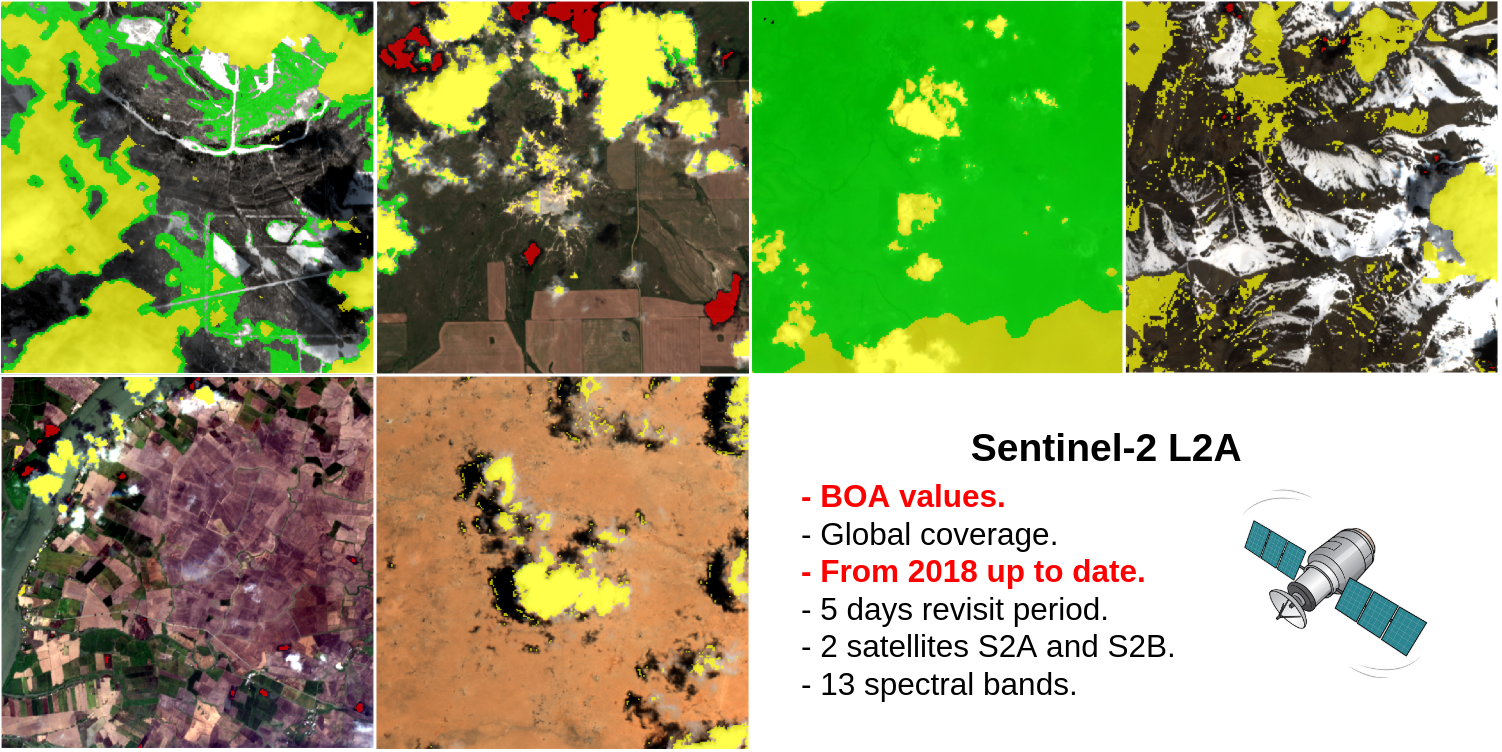 Sentinel-2 L2A
- BOA values.
- Global coverage.
- From 2018 up to date.
- 5 days revisit period.
- 2 satellites S2A and S2B.
- 13 spectral bands.